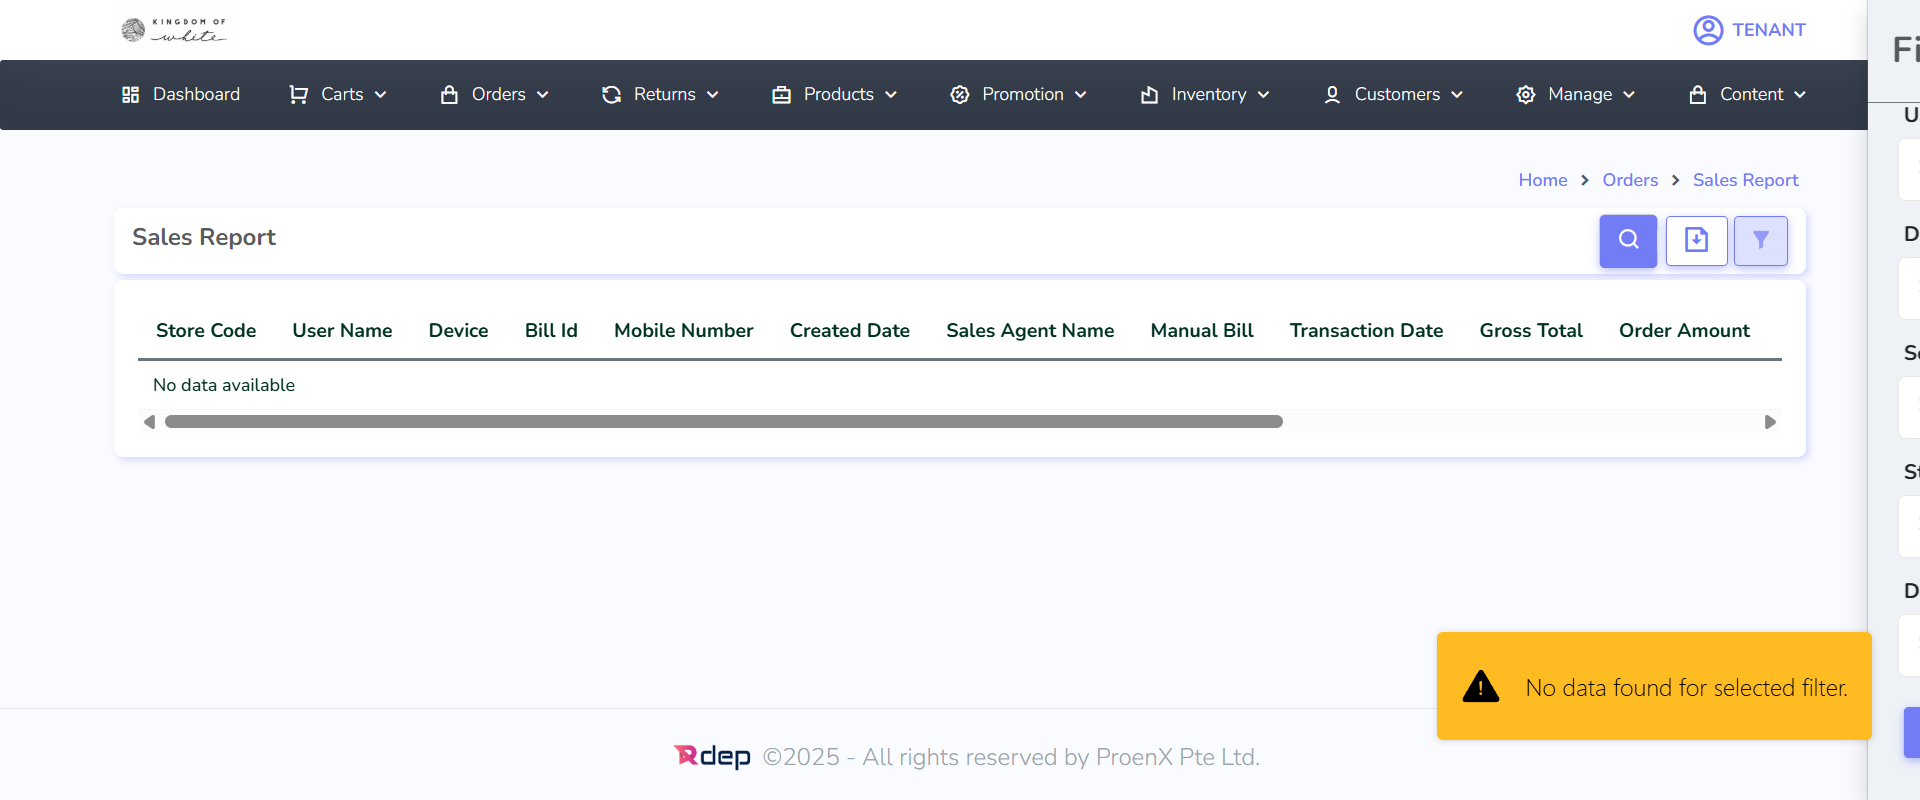 KINGDOM OF
white
TENANT
Dashboard Carts Orders Returns Products Promotion Inventory Customers Manage Content
Home Orders Sales Report
Sales Report
Store Code User Name Device Bill Id Mobile Number Created Date Sales Agent Name Manual Bill Transaction Date Gross Total Order Amount
No data available
No data found for selected filter.
Rdep ©2025 - All rights reserved by ProenX Pte Ltd.